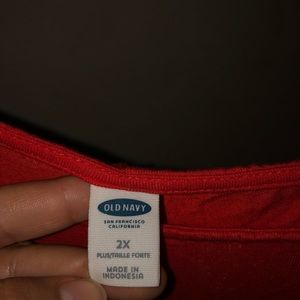 OLD NAVY
SAN FRANCISCO
CALIFORNIA
2X
PLUS/TAILLE FORTE
MADE IN
INDONESIA